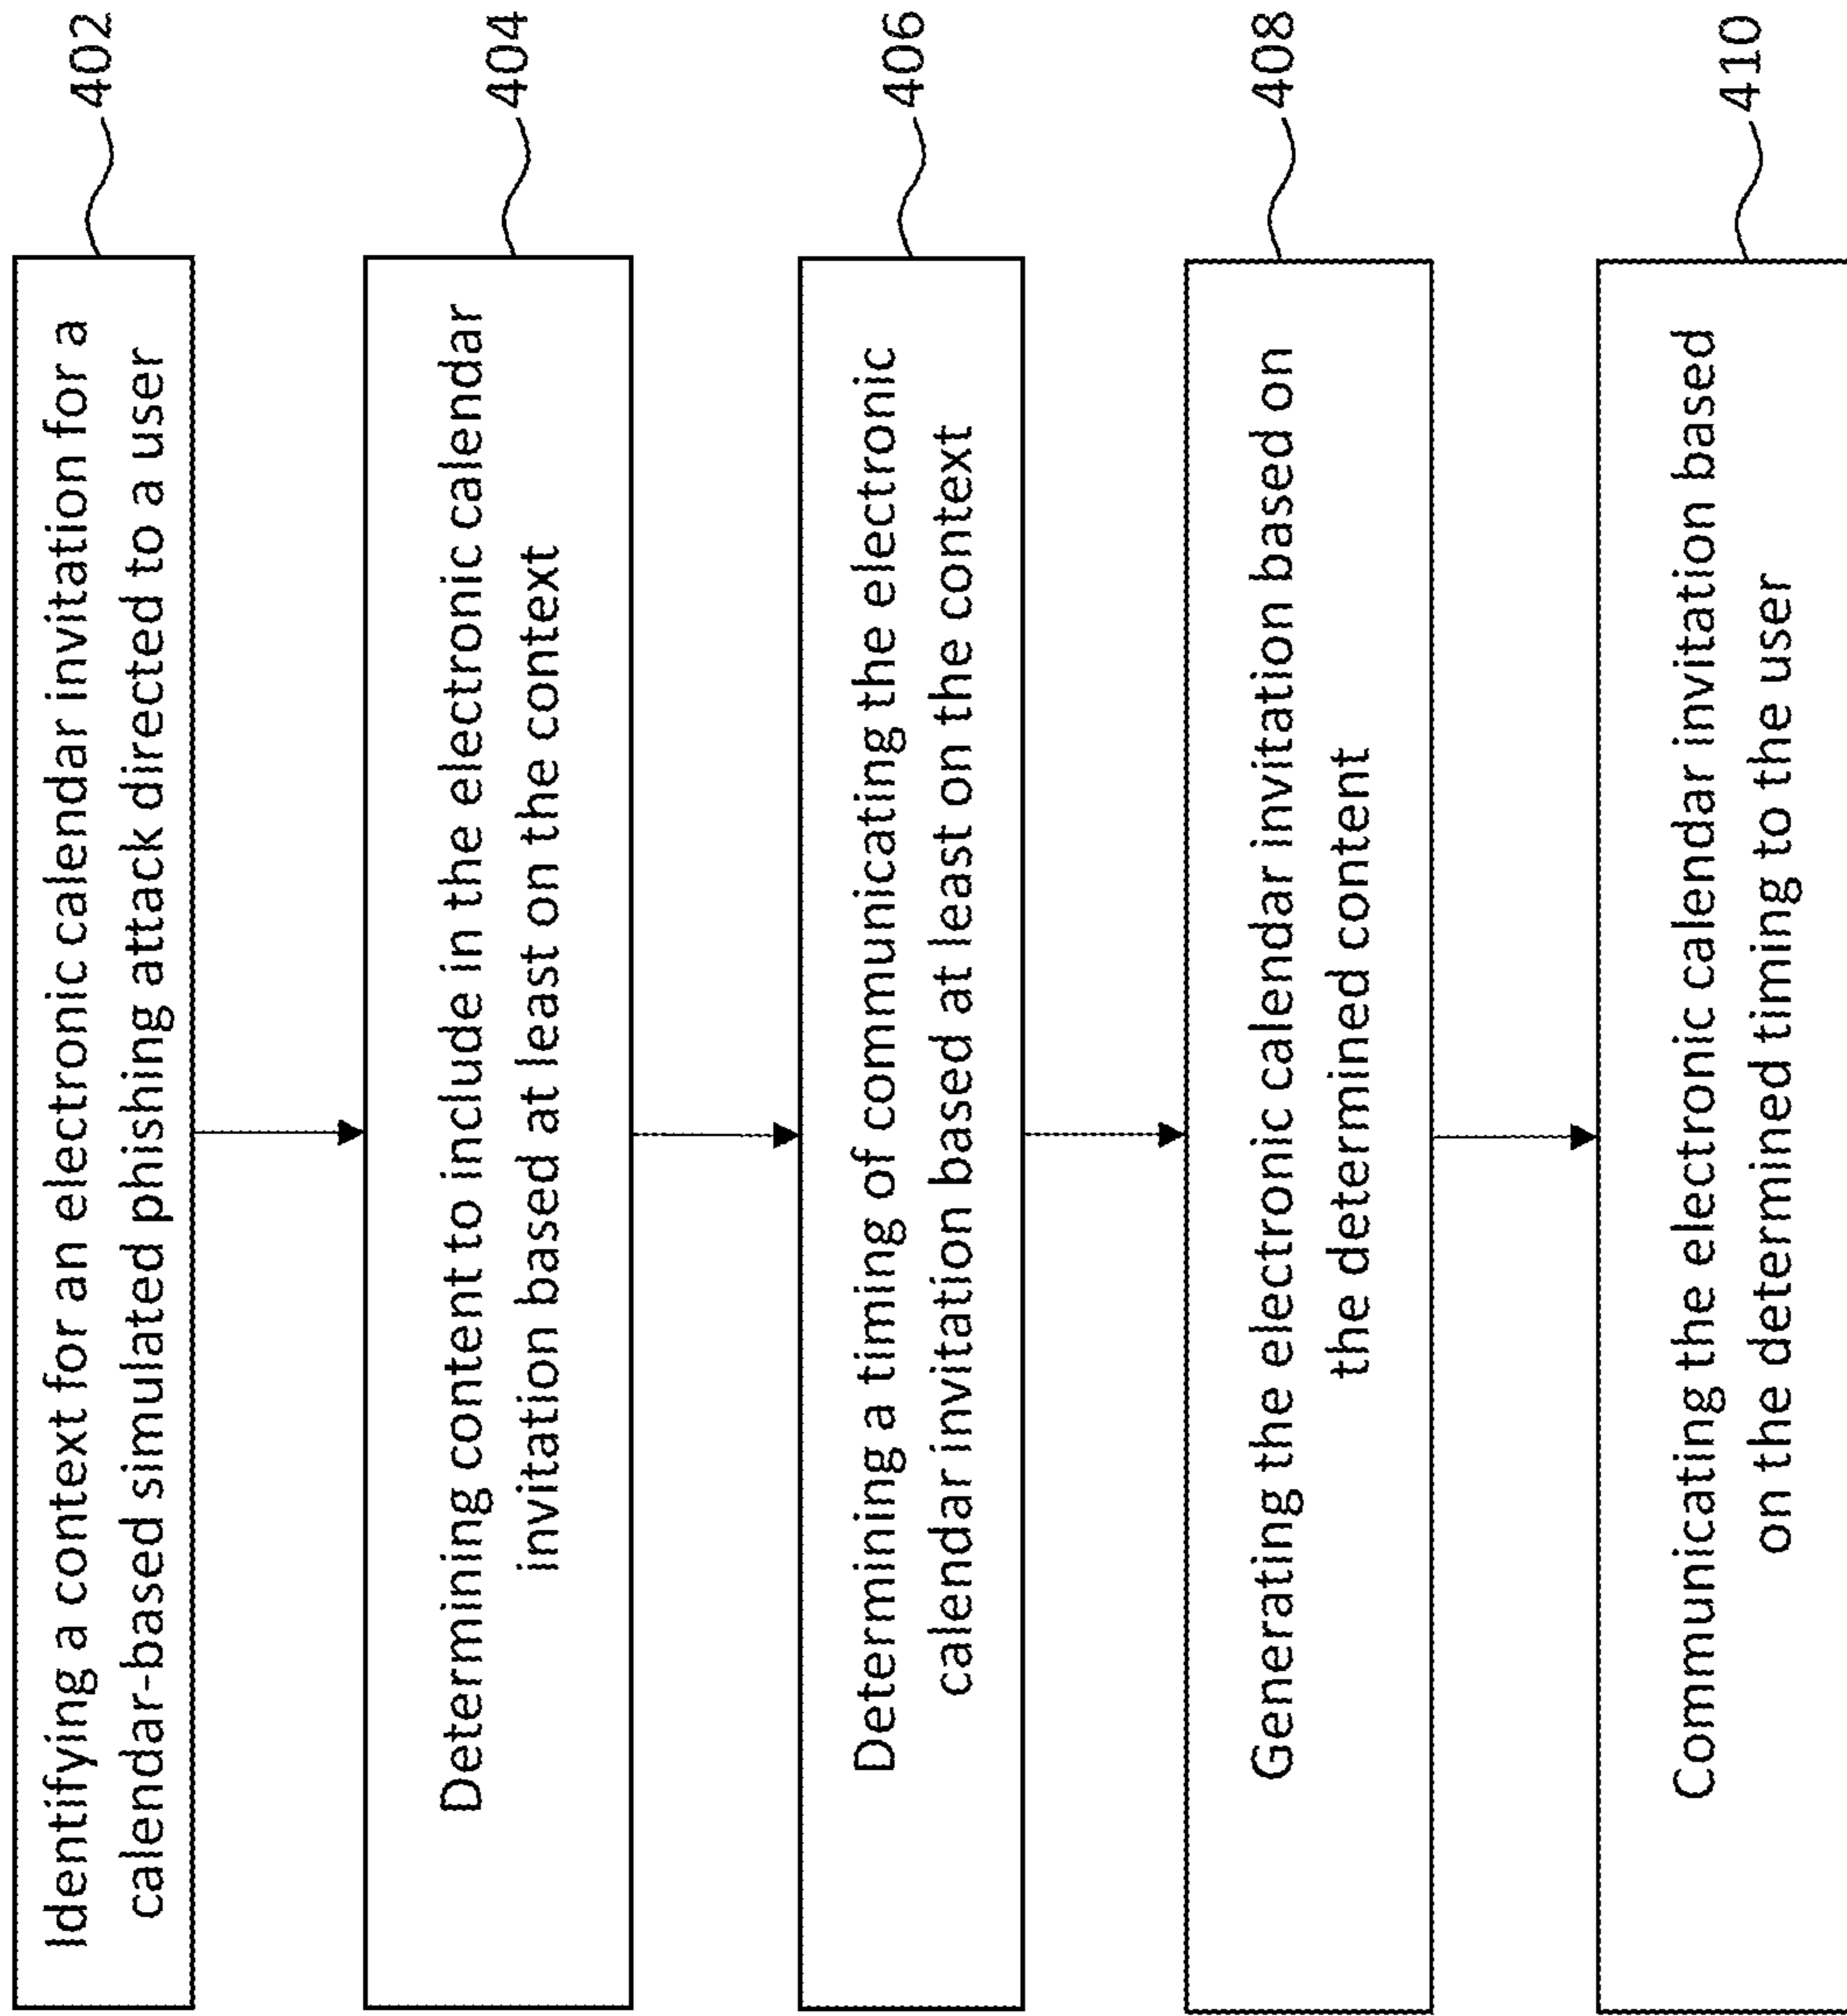 Identifying a context for an electronic calendar invitation for a
calendar-based simulated phishing attack directed to a user
402
Determining content to include in the electronic calendar
invitation based at least on the context
404
Determining a timing of communicating the electronic
calendar invitation based at least on the context
406
Generating the electronic calendar invitation based on
the determined content
408
Communicating the electronic calendar invitation based
on the determined timing to the user
410